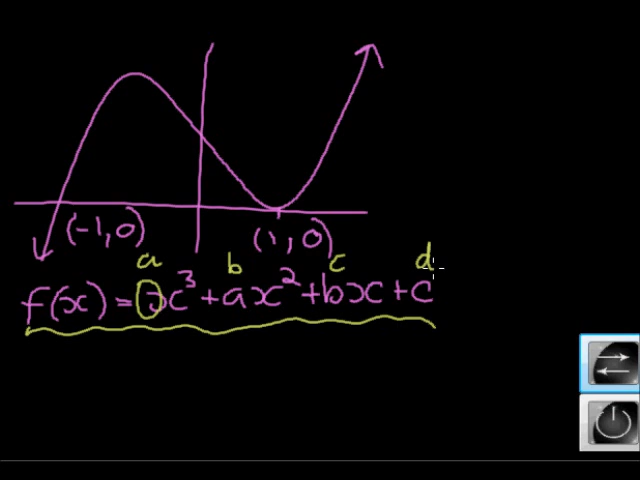 (-1,0) (1,0)
a b c d
f(x) = x³ + ax² + bx + c